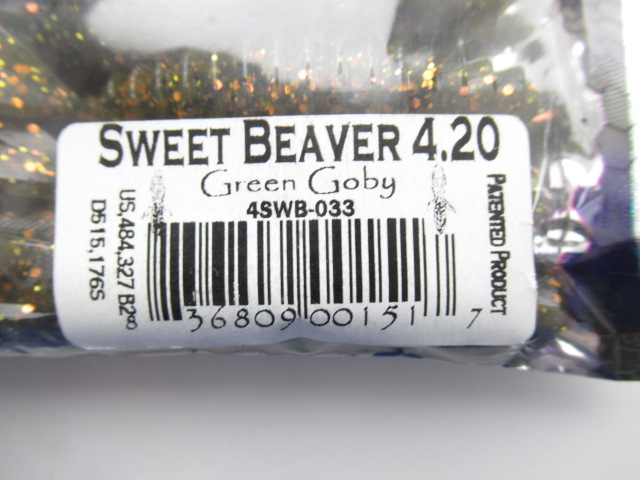 SWEET BEAVER 4.20
Green Goby
4SWB-033
PATENTED PRODUCT
US,484,327 B2&
D515,176S
36809 00151 7